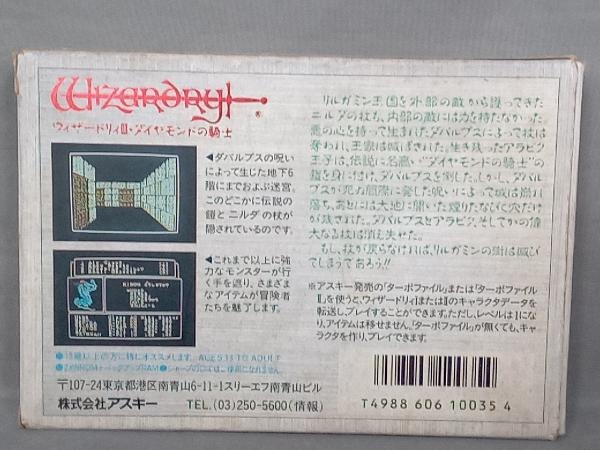 Wizardry®
ウィザードリィⅢ・ダイヤモンドの騎士
リルガミン王国を外部の敵から護ってきた
ニルダの杖も、内部の敵には力を持たなかった。
悪の心を持って生まれたダバルプスによって杖は
奪われ、王家は滅ぼされた。生き残ったアラビク
王子は、伝説に名高い“ダイヤモンドの騎士”の
鎧を身に付け、ダバルプスを倒した。しかし、ダバル
プスが死の間際に発した呪いによって城は崩れ
落ち、あとには大地に開いた煙りたなびく穴だけ
が残された。ダバルプスもアラビクも、そしてかの偉
大なる杖は消え失せた。
もし、杖が戻らなければ、リルガミンの街は滅び
てしまうであろう!!
◀ダバルプスの呪い
によって生じた地下6
階にまでおよぶ迷宮。
このどこかに伝説の
鎧とニルダの杖が
隠されているのです。
◀これまで以上に強
力なモンスターが行
く手を遮り、さまざま
なアイテムが冒険者
たちを魅了します。
※アスキー発売の「ターボファイル」または「ターボファイル
Ⅱ」を使うと、ウィザードリィⅠまたはⅡのキャラクタデータを
転送し、プレイすることができます。ただし、レベルは1にな
り、アイテムは移せません。「ターボファイル」が無くても、キャ
ラクタを作り、プレイできます。
〒107-24東京都港区南青山6-11-1スリーエフ南青山ビル
株式会社アスキー TEL.(03)250-5600(情報)
T4988 606 10035 4